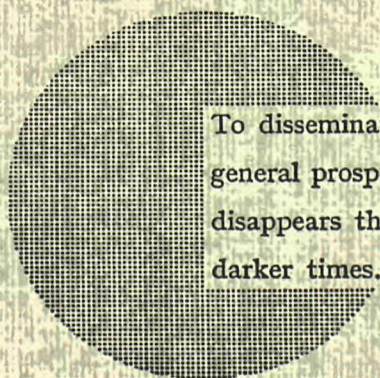 To dissemina
general prosp
disappears th
darker times.